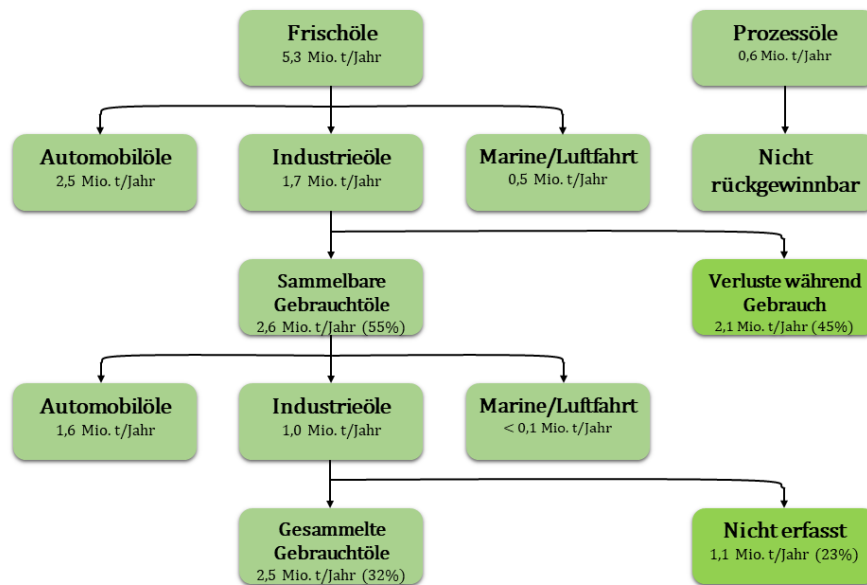 Frischöle
5,3 Mio. t/Jahr
Prozessöle
0,6 Mio. t/Jahr
Automobilöle
2,5 Mio. t/Jahr
Industrieöle
1,7 Mio. t/Jahr
Marine/Luftfahrt
0,5 Mio. t/Jahr
Nicht
rückgewinnbar
Sammelbare
Gebrauchtöle
2,6 Mio. t/Jahr (55%)
Verluste während
Gebrauch
2,1 Mio. t/Jahr (45%)
Automobilöle
1,6 Mio. t/Jahr
Industrieöle
1,0 Mio. t/Jahr
Marine/Luftfahrt
< 0,1 Mio. t/Jahr
Gesammelte
Gebrauchtöle
2,5 Mio. t/Jahr (32%)
Nicht erfasst
1,1 Mio. t/Jahr (23%)